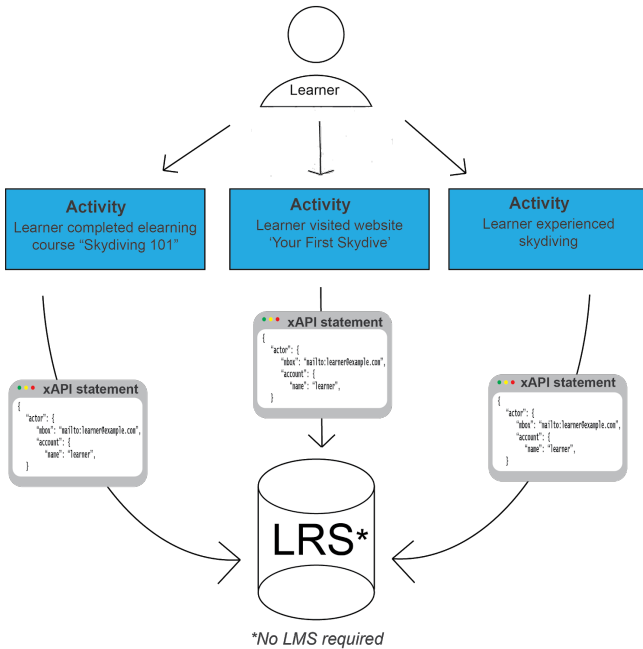 Learner
Activity
Learner completed elearning
course “Skydiving 101”
Activity
Learner visited website
‘Your First Skydive’
Activity
Learner experienced
skydiving
xAPI statement
{
"actor": {
"mbox": "mailto:learner@example.com",
"account": {
"name": "learner",
}
xAPI statement
{
"actor": {
"mbox": "mailto:learner@example.com",
"account": {
"name": "learner",
}
xAPI statement
{
"actor": {
"mbox": "mailto:learner@example.com",
"account": {
"name": "learner",
}
LRS*
*No LMS required